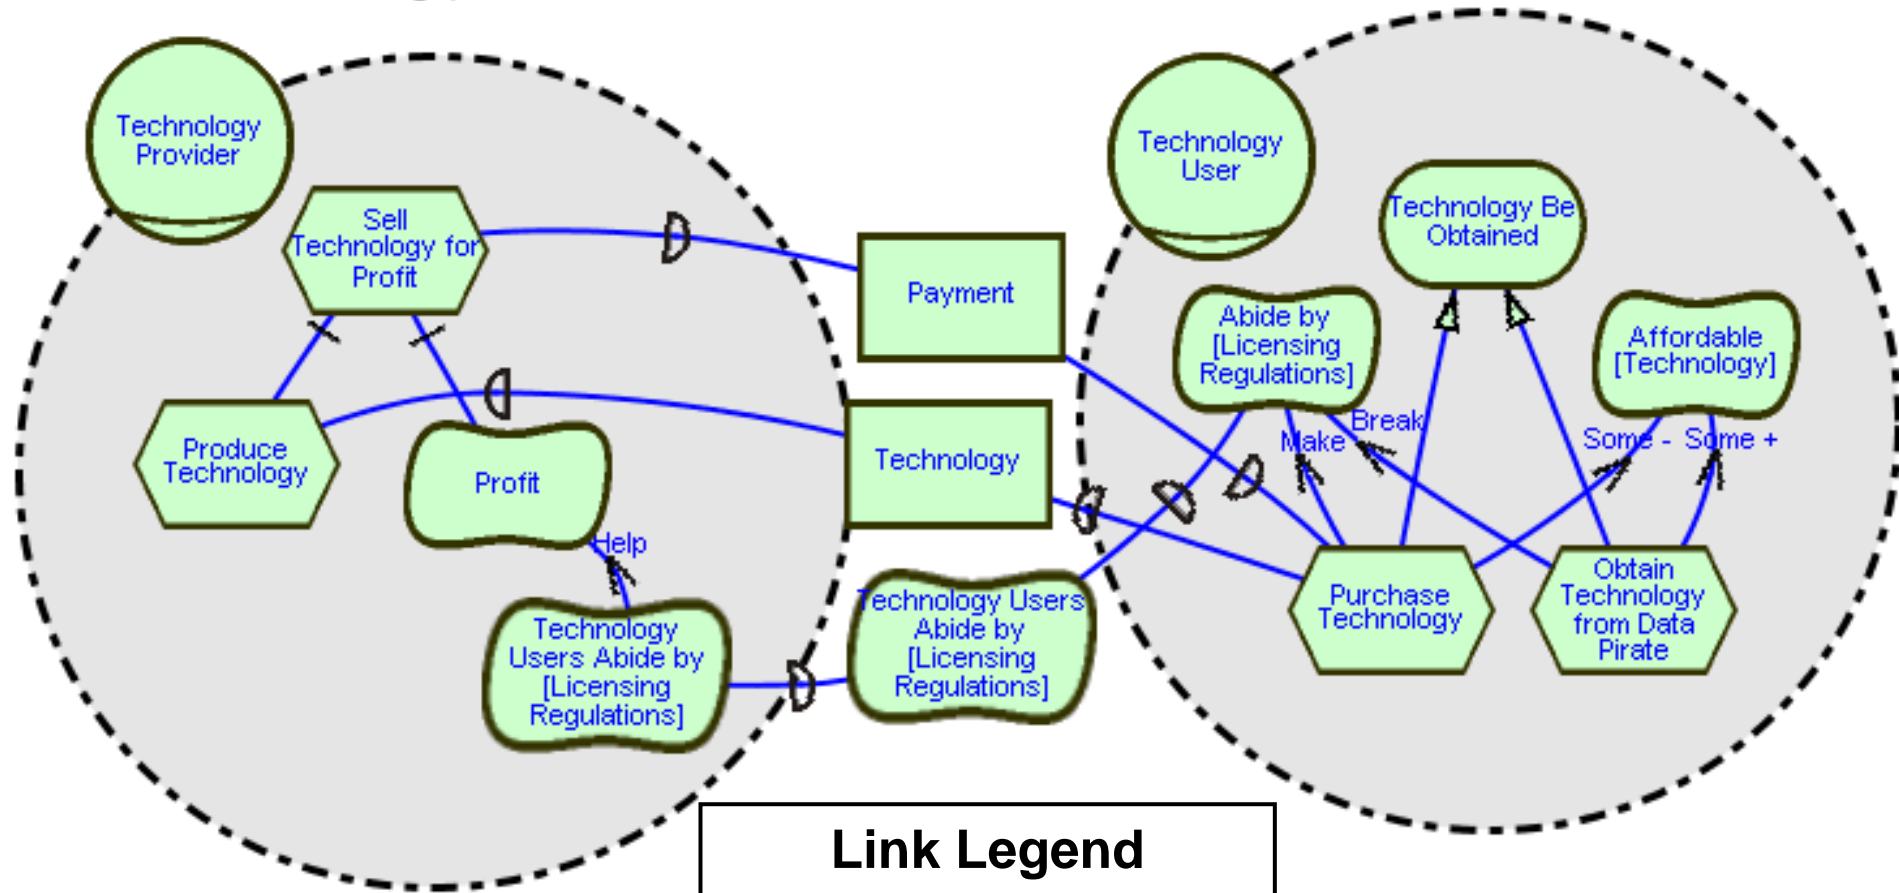 Technology
Provider
Sell
Technology for
Profit
Produce
Technology
Profit
Help
Technology
Users Abide by
[Licensing
Regulations]
Payment
Technology
Technology Users
Abide by
[Licensing
Regulations]
Technology
User
Technology Be
Obtained
Abide by
[Licensing
Regulations]
Affordable
[Technology]
Make
Break
Some -
Some +
Purchase
Technology
Obtain
Technology
from Data
Pirate
Link Legend